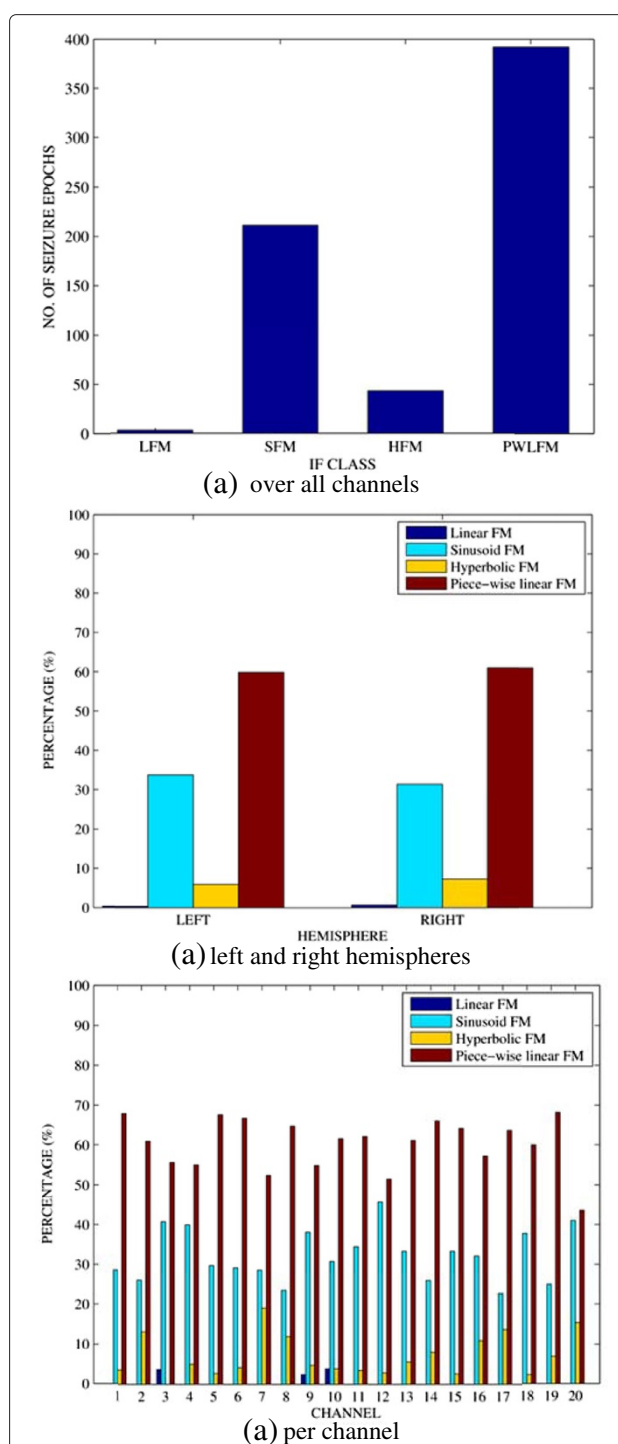 400
350
300
250
200
150
100
50
0
NO. OF SEIZURE EPOCHS
LFM SFM HFM PWLFM
IF CLASS
(a) over all channels
100
90
80
70
60
50
40
30
20
10
0
PERCENTAGE (%)
Linear FM
Sinusoid FM
Hyperbolic FM
Piece-wise linear FM
LEFT RIGHT
HEMISPHERE
(a) left and right hemispheres
100
90
80
70
60
50
40
30
20
10
0
PERCENTAGE (%)
Linear FM
Sinusoid FM
Hyperbolic FM
Piece-wise linear FM
1 2 3 4 5 6 7 8 9 10 11 12 13 14 15 16 17 18 19 20
CHANNEL
(a) per channel